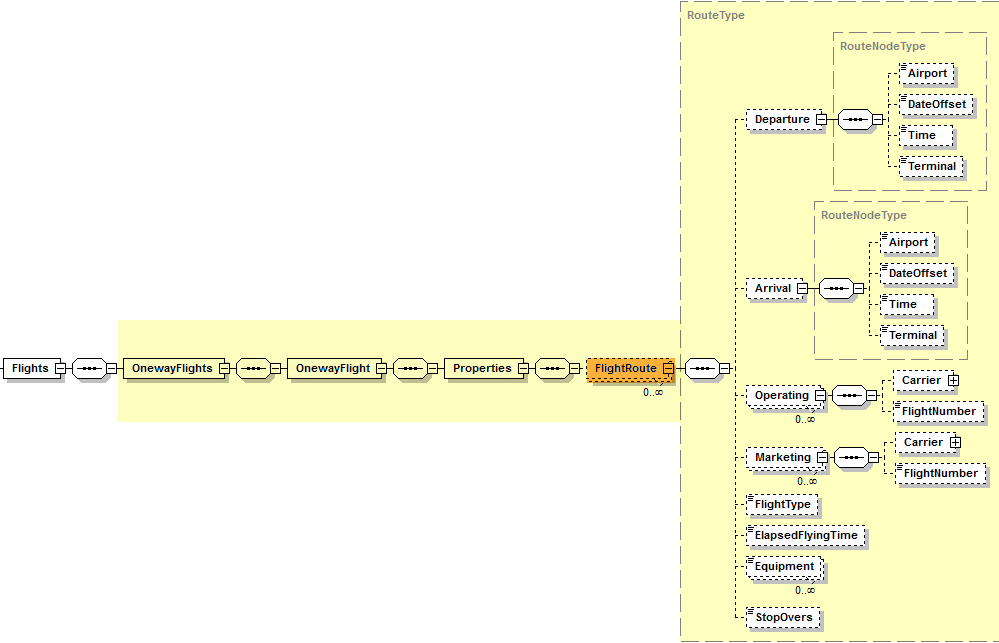 RouteType
RouteNodeType
Airport
DateOffset
Departure
Time
Terminal
RouteNodeType
Airport
DateOffset
Arrival
Time
Terminal
Flights
OnewayFlights
OnewayFlight
Properties
FlightRoute
0..∞
Carrier
Operating
FlightNumber
0..∞
Carrier
Marketing
FlightNumber
0..∞
FlightType
ElapsedFlyingTime
Equipment
0..∞
StopOvers